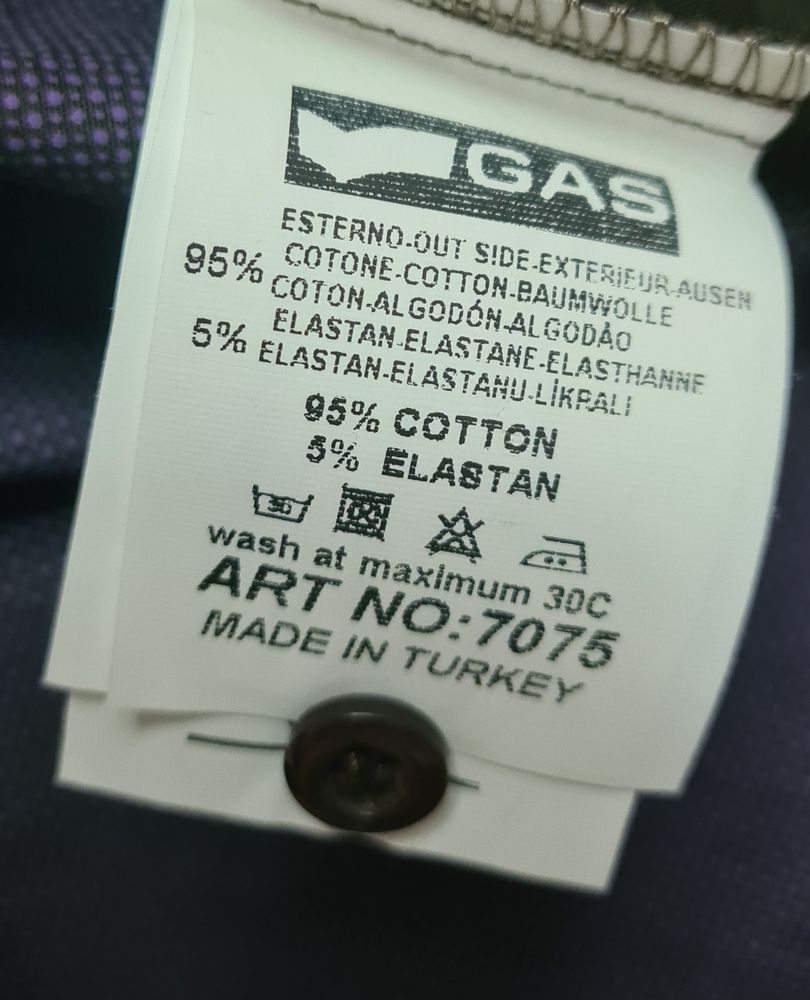 GAS
ESTERNO-OUT SIDE-EXTERIEUR-AUSEN
95% COTONE-COTTON-BAUMWOLLE
COTON-ALGODÓN-ALGODÃO
5% ELASTAN-ELASTANE-ELASTHANNE
ELASTAN-ELASTANU-LİKRALI
95% COTTON
5% ELASTAN
30
wash at maximum 30C
ART NO:7075
MADE IN TURKEY